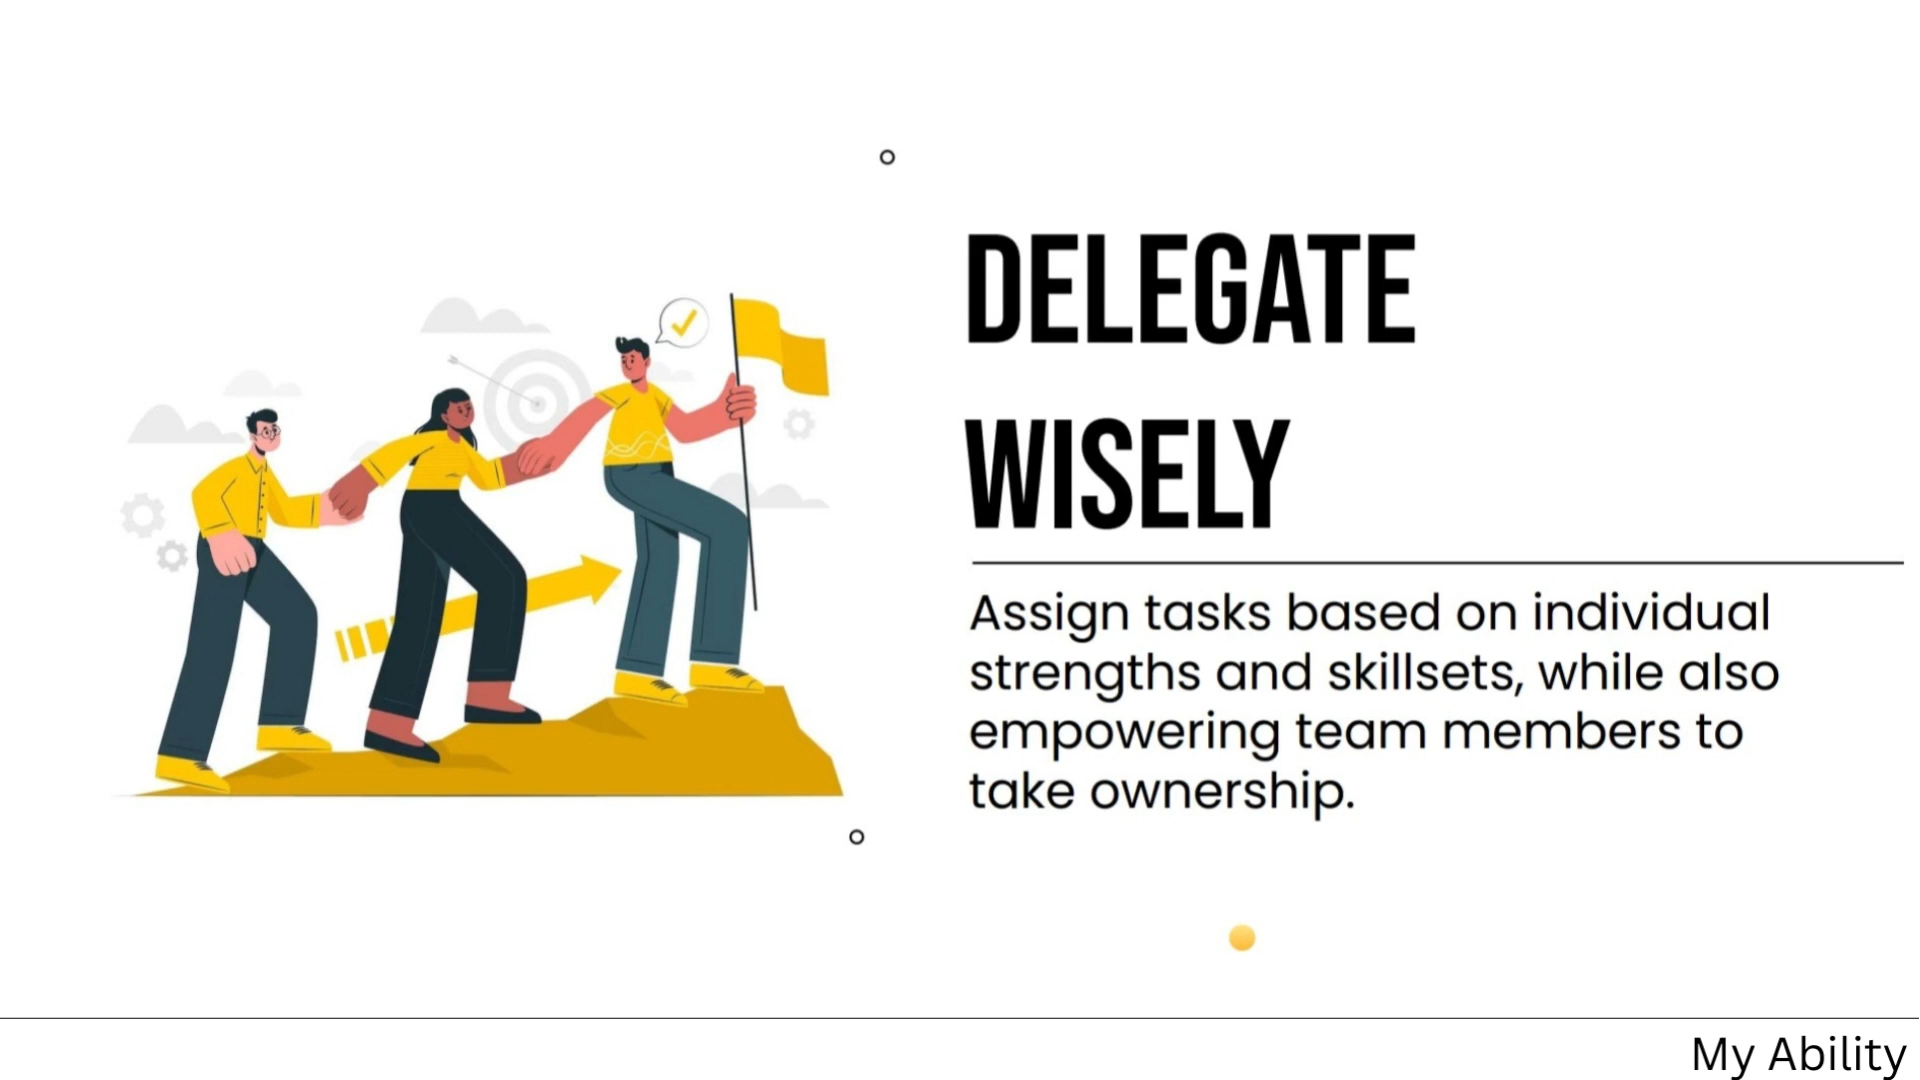 DELEGATE
WISELY
Assign tasks based on individual
strengths and skillsets, while also
empowering team members to
take ownership.
My Ability